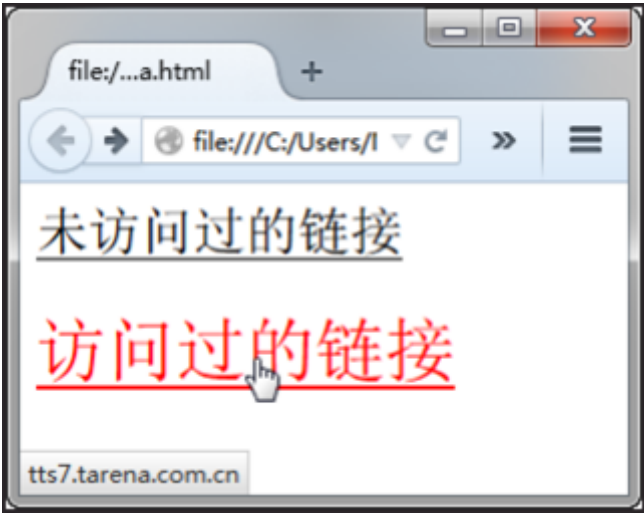 file:/...a.html
file:///C:/Users/l
未访问过的链接
访问过的链接
tts7.tarena.com.cn